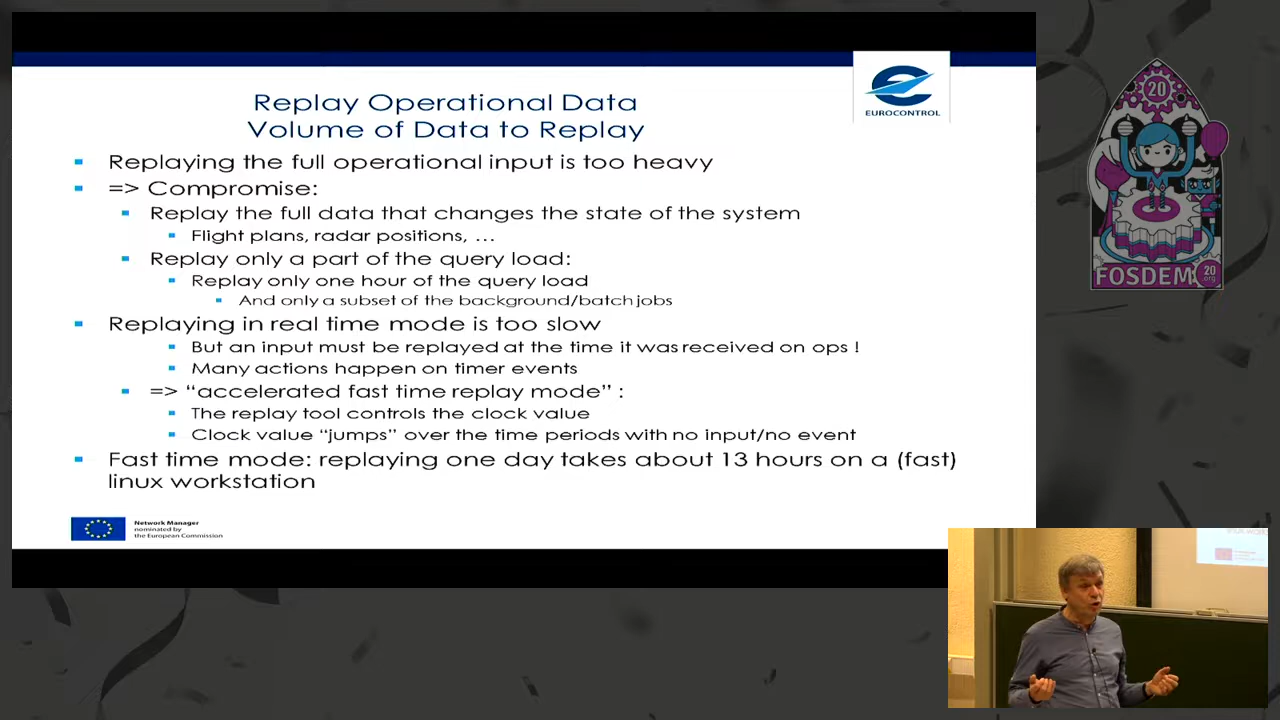 Replay Operational Data
Volume of Data to Replay
EUROCONTROL
Replaying the full operational input is too heavy
=> Compromise:
Replay the full data that changes the state of the system
Flight plans, radar positions, …
Replay only a part of the query load:
Replay only one hour of the query load
And only a subset of the background/batch jobs
Replaying in real time mode is too slow
But an input must be replayed at the time it was received on ops !
Many actions happen on timer events
=> “accelerated fast time replay mode” :
The replay tool controls the clock value
Clock value “jumps” over the time periods with no input/no event
Fast time mode: replaying one day takes about 13 hours on a (fast)
linux workstation
Network Manager
nominated by
the European Commission
20
FOSDEM
20
.org